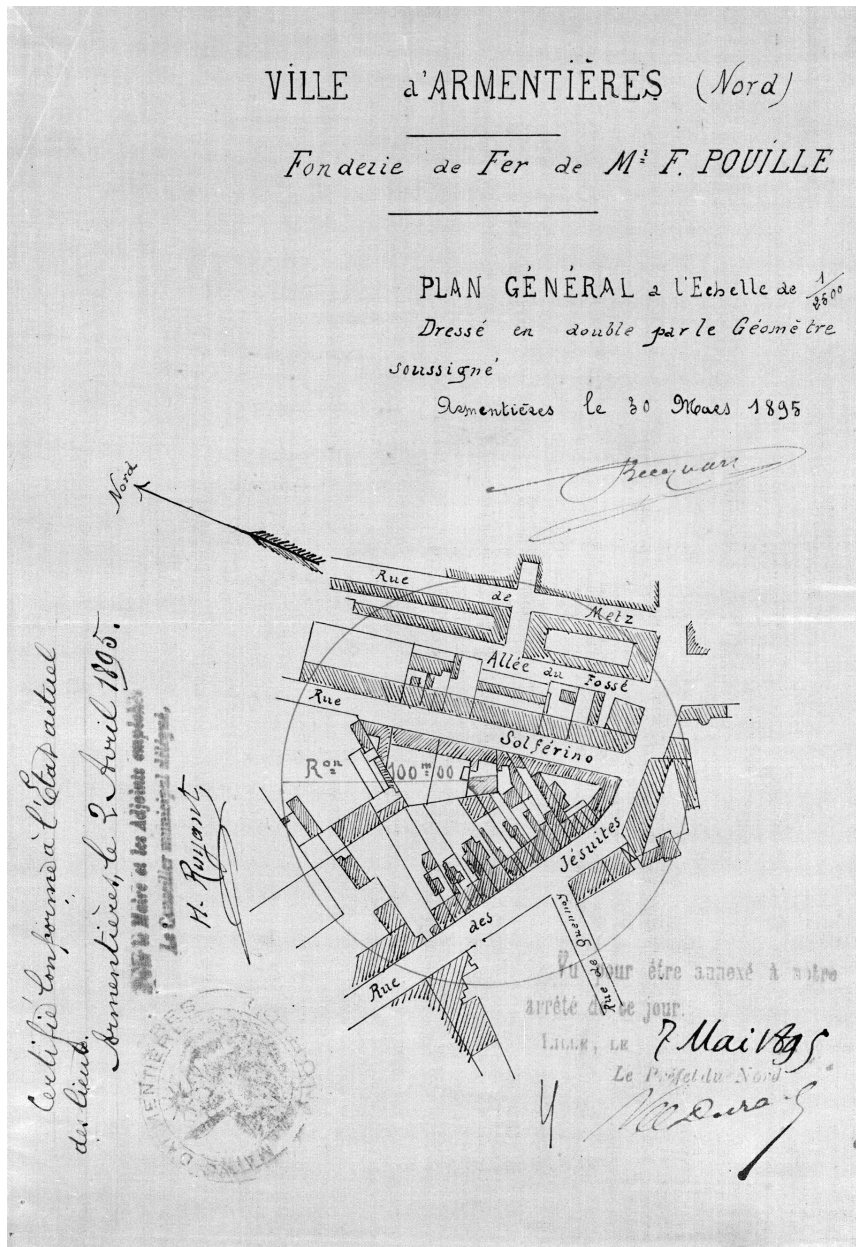 VILLE d'ARMENTIÈRES (Nord)
Fonderie de Fer de Mr F. POUILLE
PLAN GÉNÉRAL à l'Echelle de 1/2500
Dressé en double par le Géomètre
soussigné
Armentières le 30 Mars 1895
Nord
Rue de Metz
Allée du Fossé
Rue Solférino
Ron 100m00
Rue des Jésuites
Rue de Quesnoy
Certifié Conforme à l'État actuel
des lieux.
Armentières, le 2 Avril 1895.
Pour le Maire et les Adjoints empêchés,
Le Conseiller municipal délégué,
H. Ruyant
MAIRIE D'ARMENTIÈRES
Vu pour être annexé à notre
arrêté de ce jour.
LILLE, LE 7 Mai 1895
Le Préfet du Nord